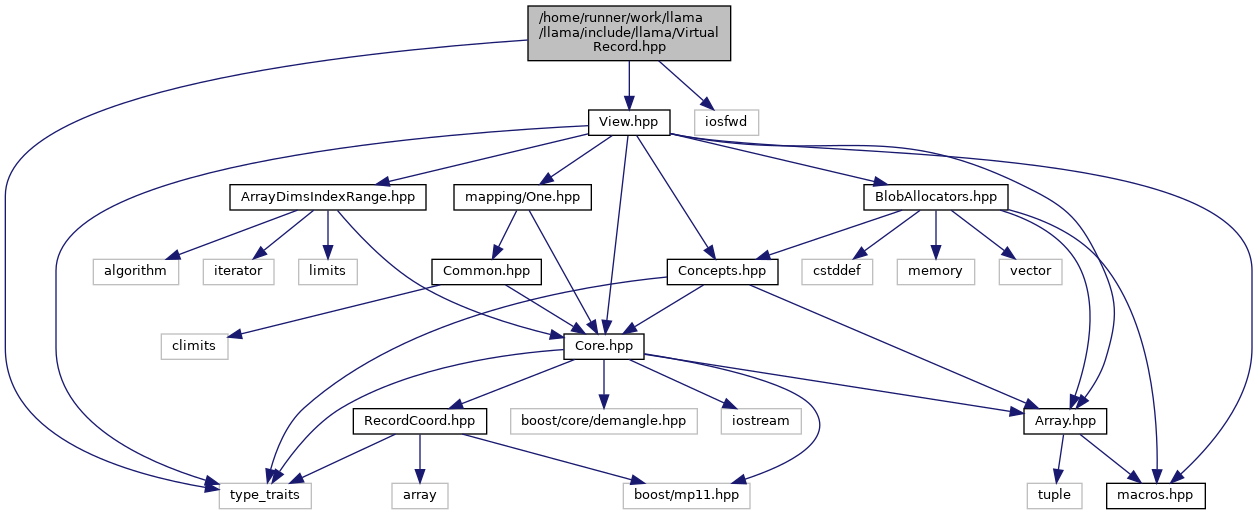 /home/runner/work/llama
/llama/include/llama/Virtual
Record.hpp
View.hpp
iosfwd
ArrayDimsIndexRange.hpp
mapping/One.hpp
BlobAllocators.hpp
algorithm
iterator
limits
Common.hpp
Concepts.hpp
cstddef
memory
vector
climits
Core.hpp
RecordCoord.hpp
boost/core/demangle.hpp
iostream
Array.hpp
type_traits
array
boost/mp11.hpp
tuple
macros.hpp